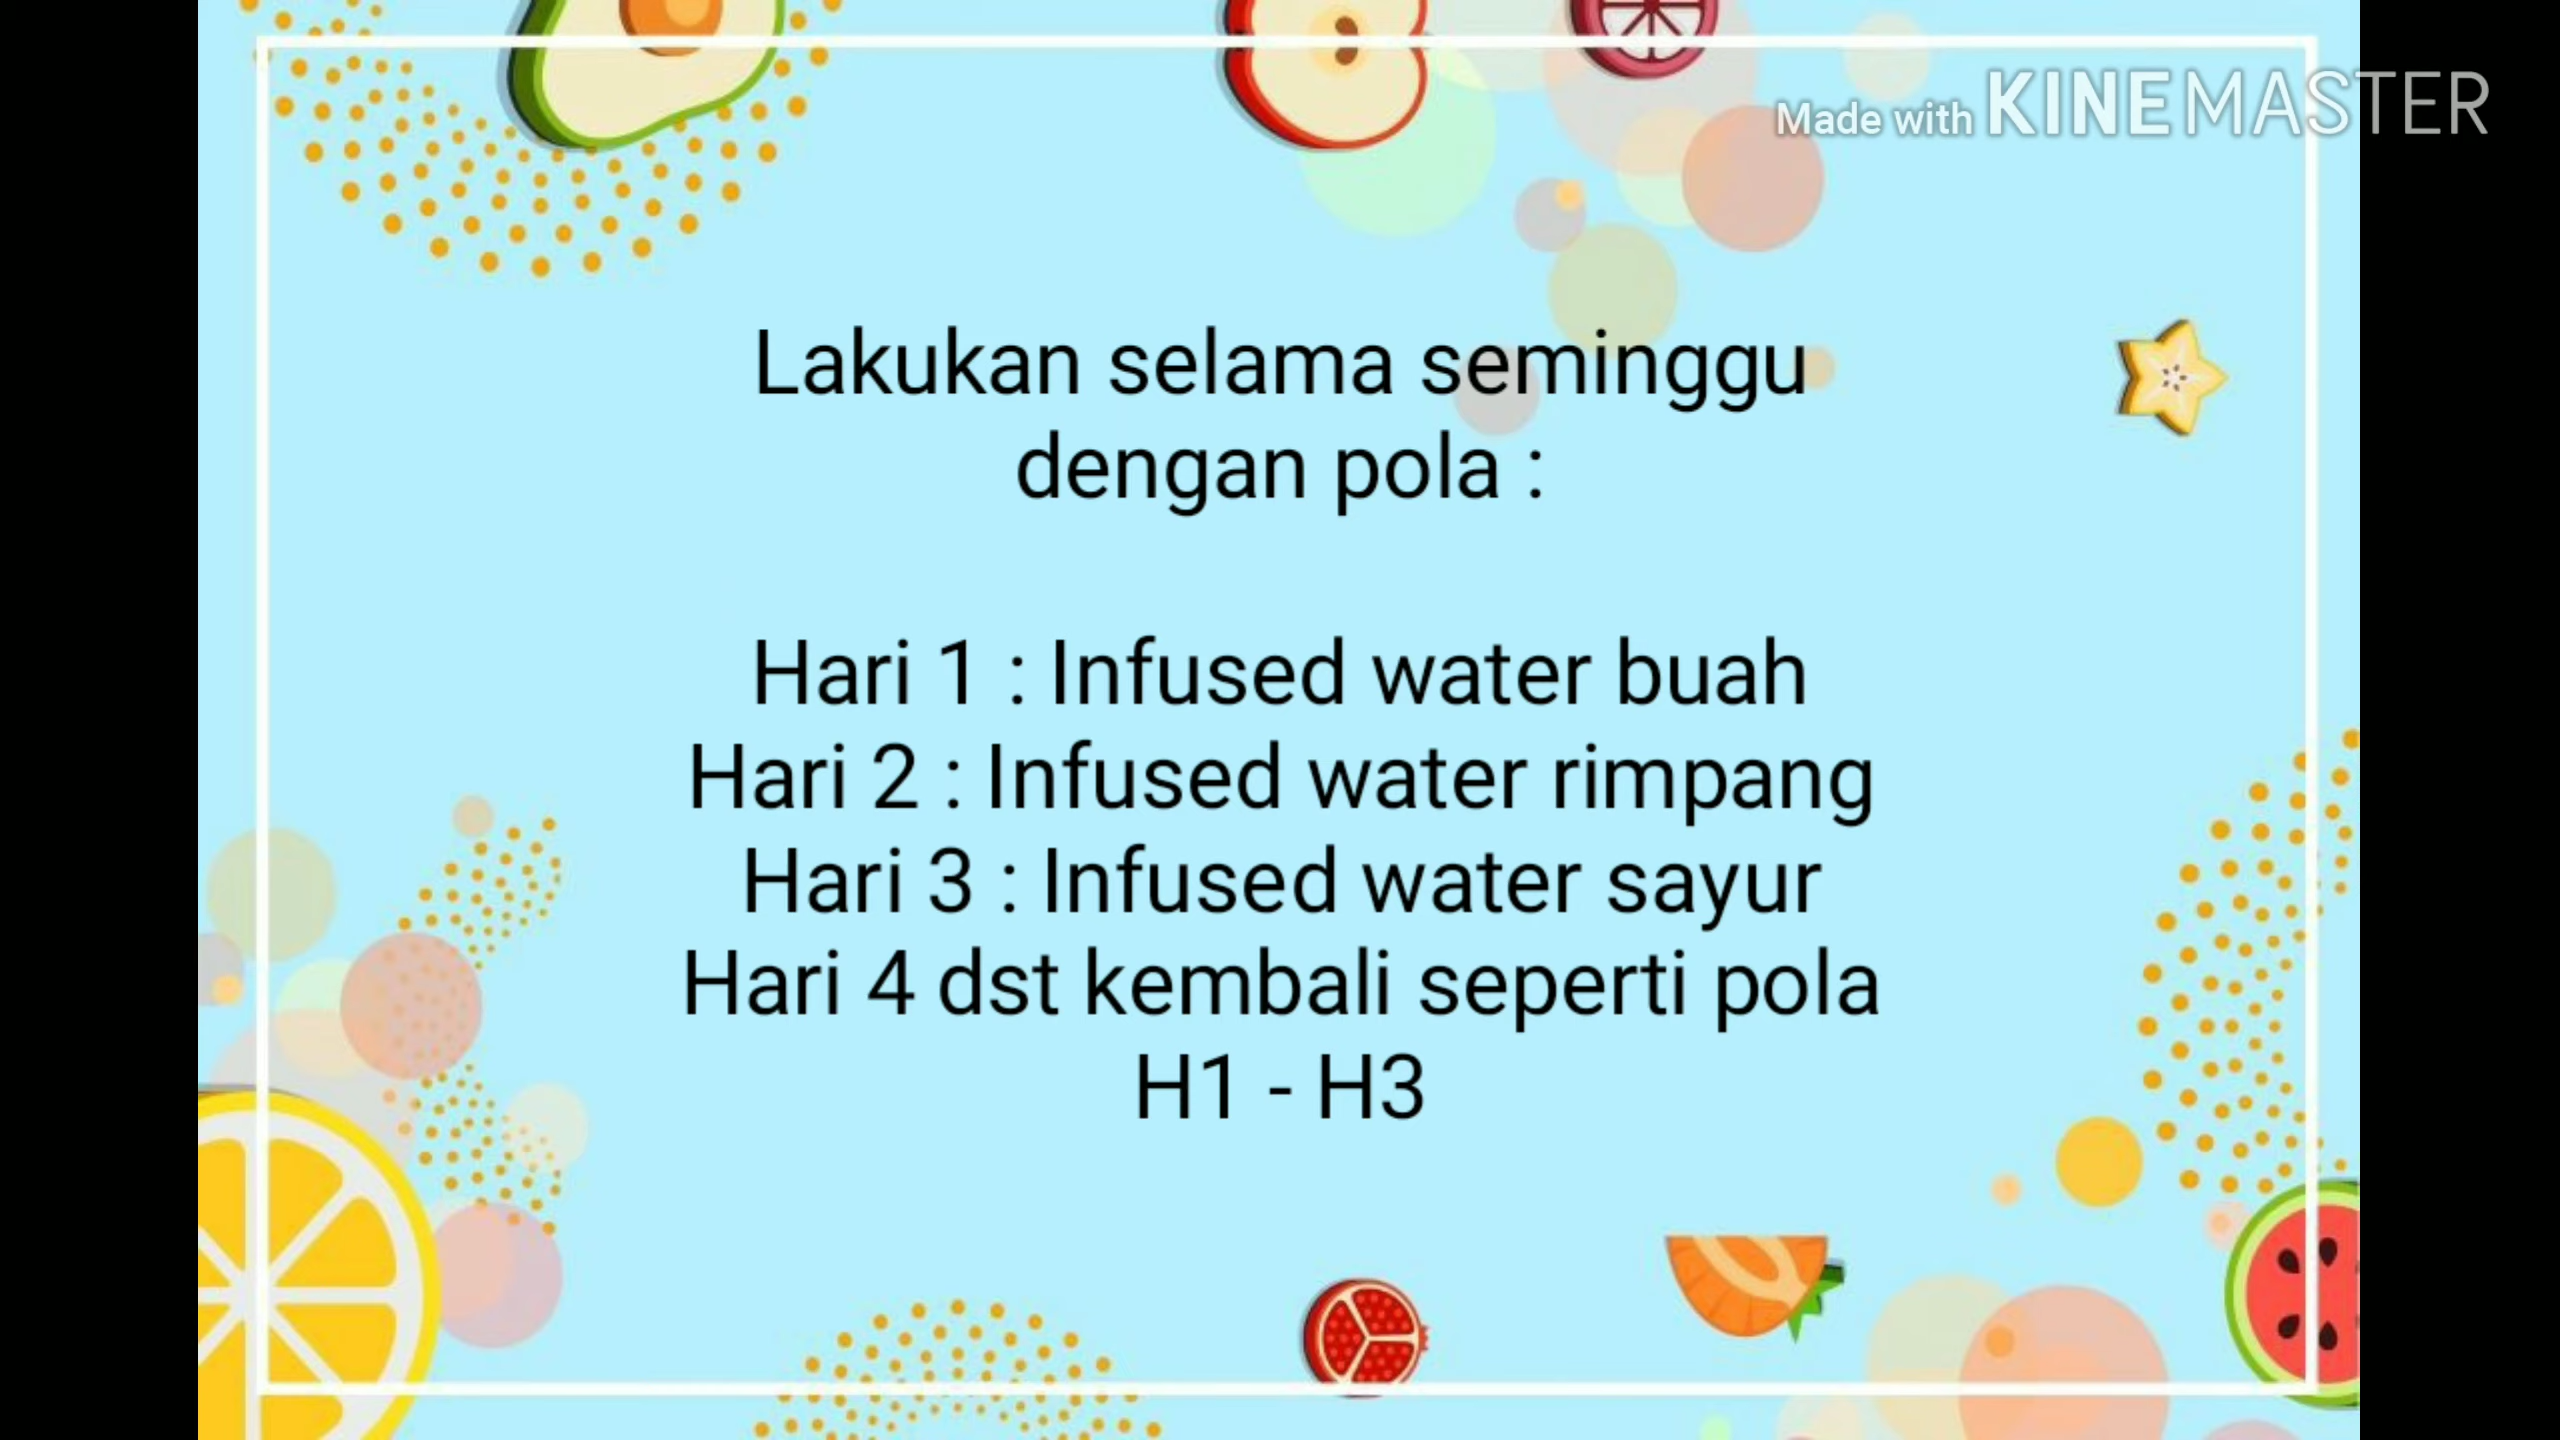 Made with KINEMASTER
Lakukan selama seminggu
dengan pola :
Hari 1 : Infused water buah
Hari 2 : Infused water rimpang
Hari 3 : Infused water sayur
Hari 4 dst kembali seperti pola
H1 - H3